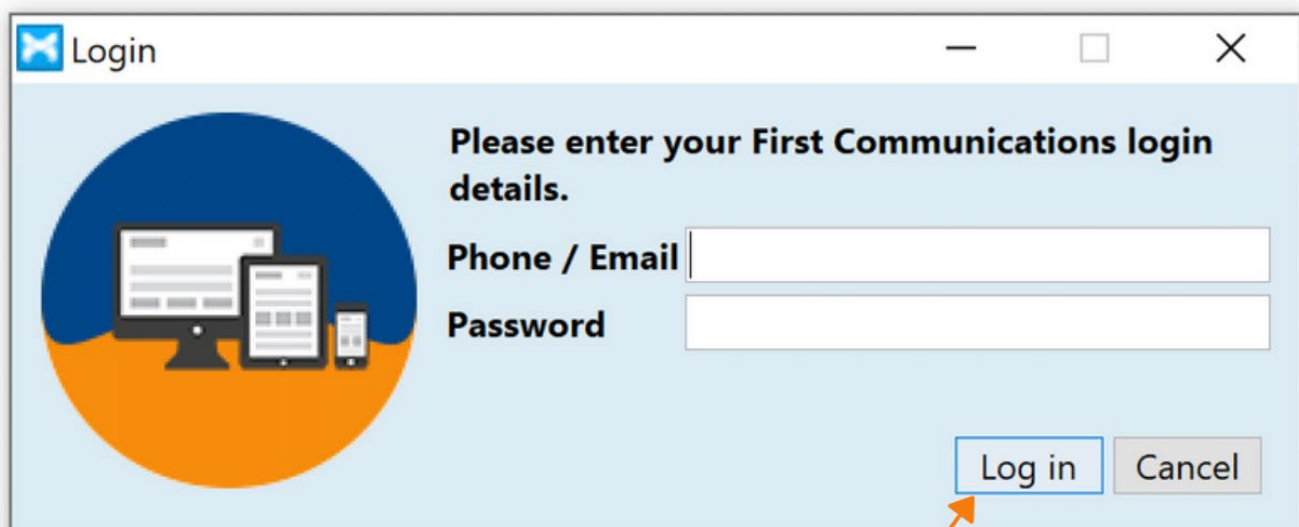 Login
Please enter your First Communications login
details.
Phone / Email
Password
Log in
Cancel